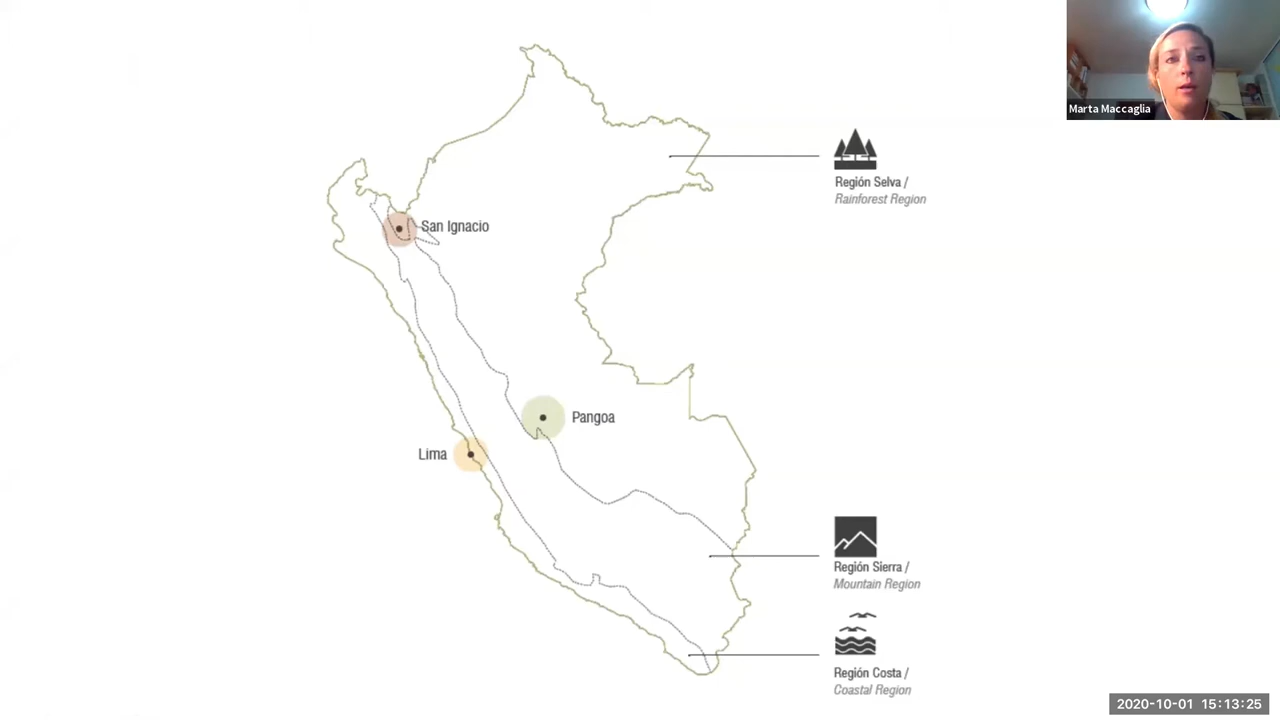 Marta Maccaglia
Región Selva /
Rainforest Region
San Ignacio
Pangoa
Lima
Región Sierra /
Mountain Region
Región Costa /
Coastal Region
2020-10-01 15:13:25